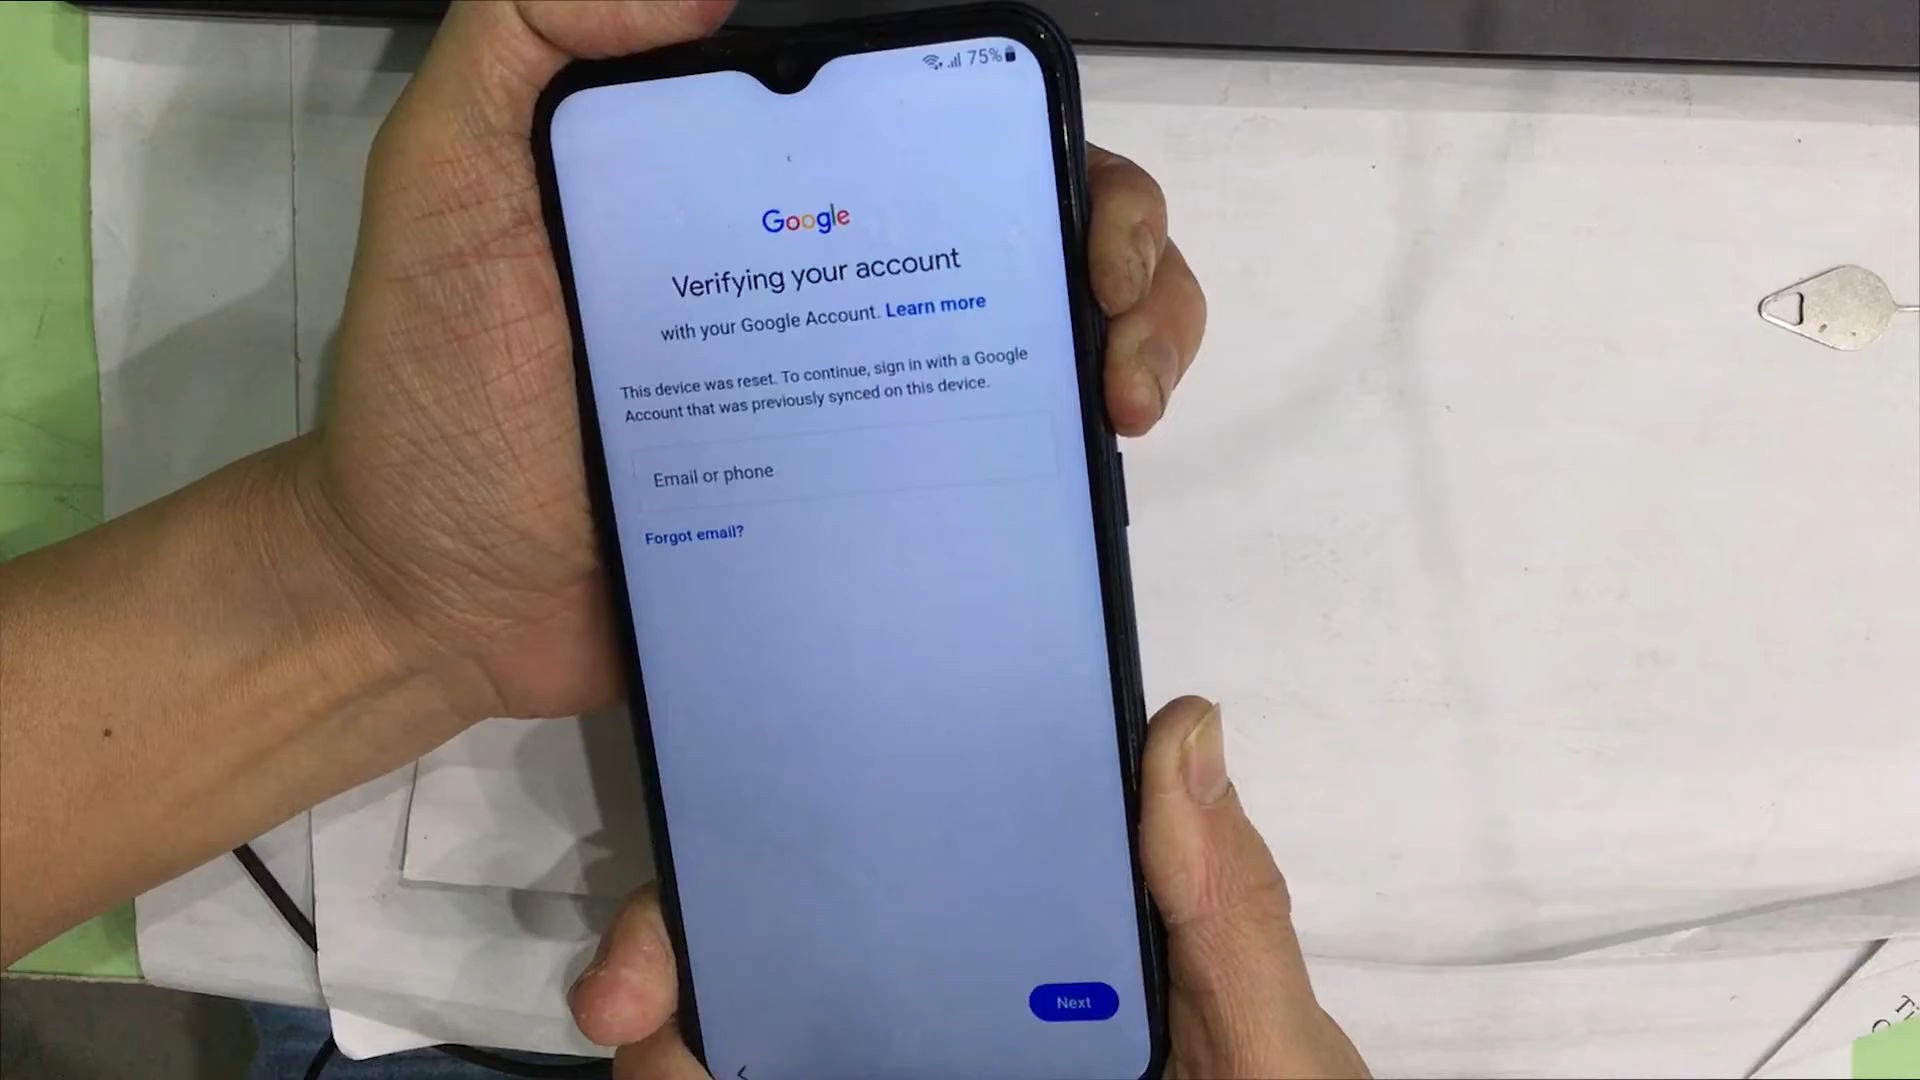 75%
Google
Verifying your account
with your Google Account. Learn more
This device was reset. To continue, sign in with a Google
Account that was previously synced on this device.
Email or phone
Forgot email?
Next